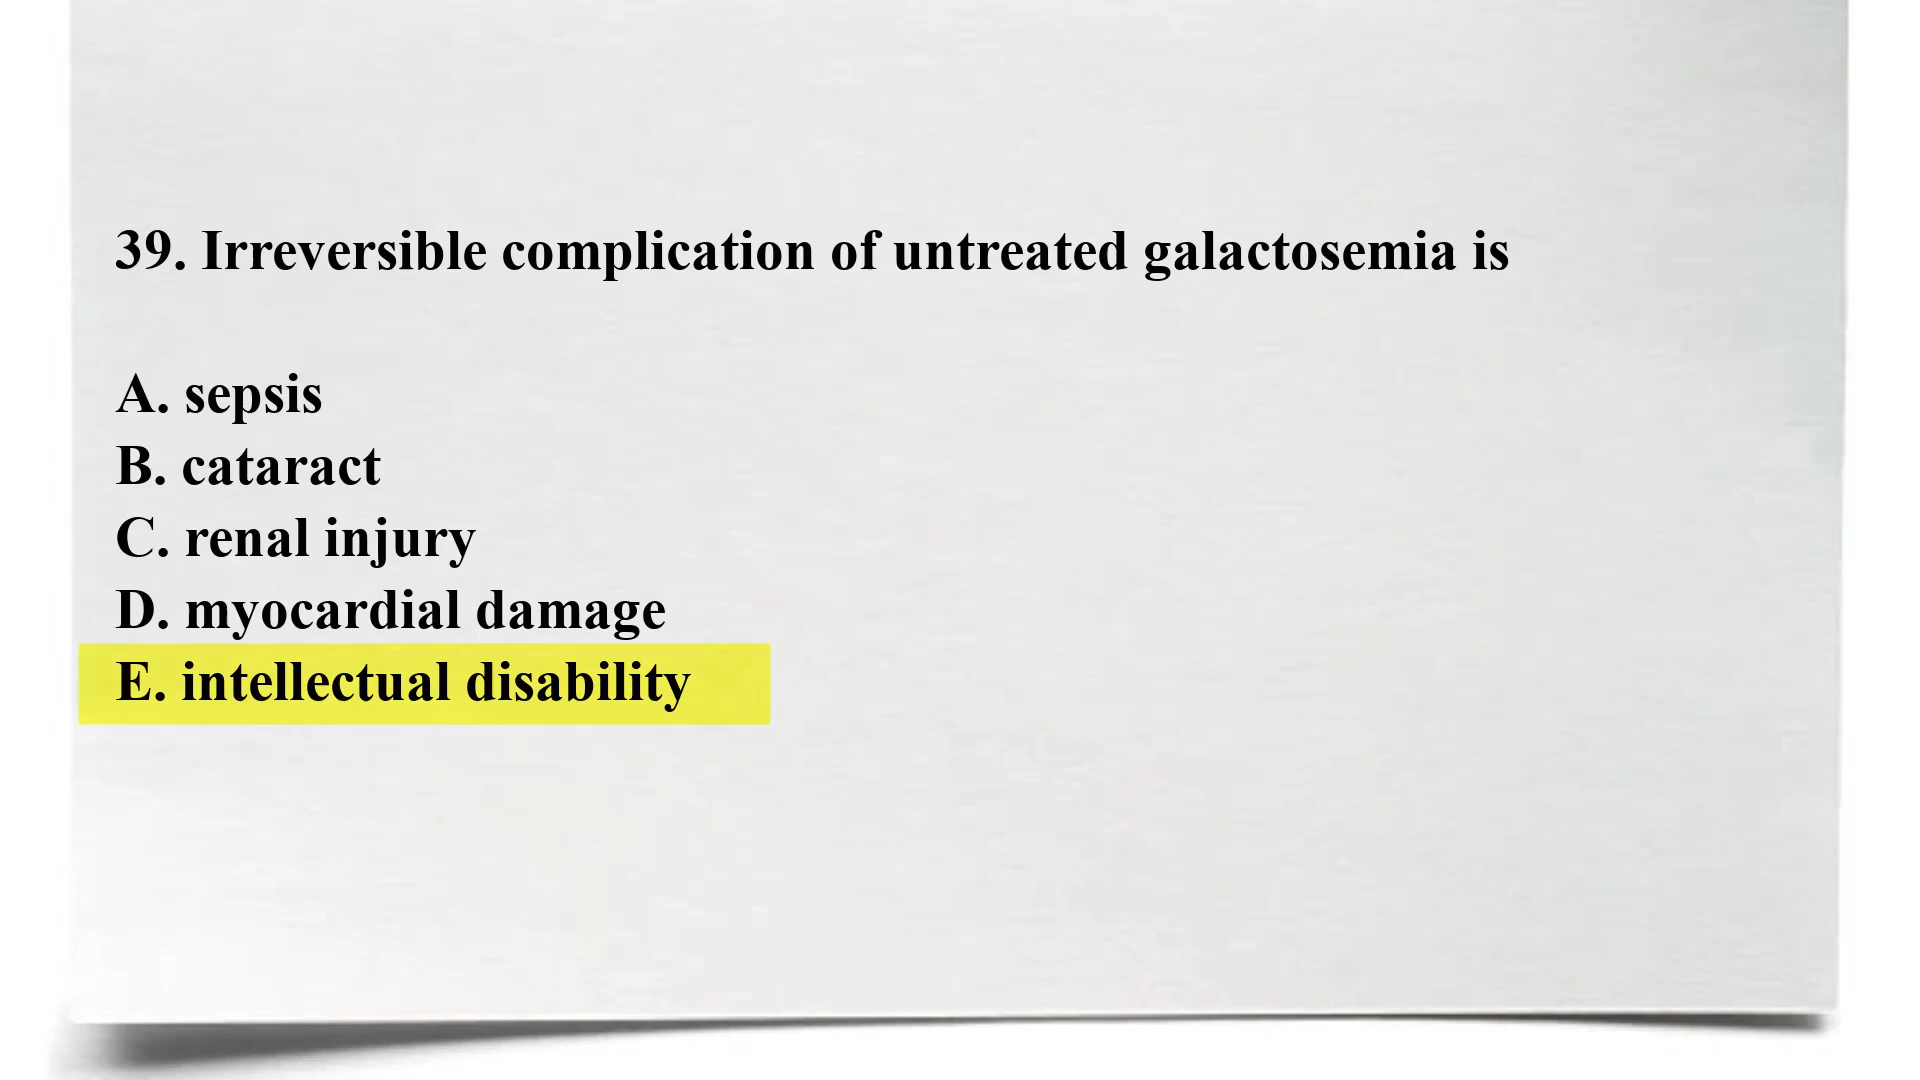 39. Irreversible complication of untreated galactosemia is
A. sepsis
B. cataract
C. renal injury
D. myocardial damage
E. intellectual disability